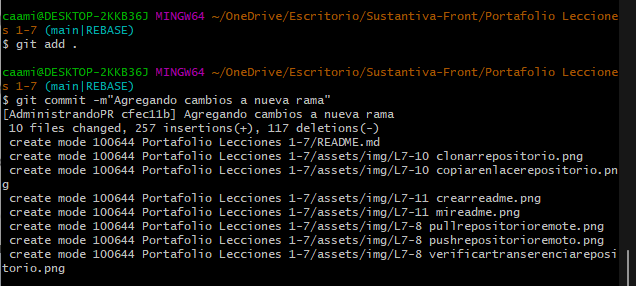 caami@DESKTOP-2KKB36J MINGW64 ~/OneDrive/Escritorio/Sustantiva-Front/Portafolio Leccione
s 1-7 (main|REBASE)
$ git add .
caami@DESKTOP-2KKB36J MINGW64 ~/OneDrive/Escritorio/Sustantiva-Front/Portafolio Leccione
s 1-7 (main|REBASE)
$ git commit -m"Agregando cambios a nueva rama"
[AdministrandoPR cfec11b] Agregando cambios a nueva rama
 10 files changed, 257 insertions(+), 117 deletions(-)
 create mode 100644 Portafolio Lecciones 1-7/README.md
 create mode 100644 Portafolio Lecciones 1-7/assets/img/L7-10 clonarrepositorio.png
 create mode 100644 Portafolio Lecciones 1-7/assets/img/L7-10 copiarenlacerepositorio.pn
g
 create mode 100644 Portafolio Lecciones 1-7/assets/img/L7-11 crearreadme.png
 create mode 100644 Portafolio Lecciones 1-7/assets/img/L7-11 mireadme.png
 create mode 100644 Portafolio Lecciones 1-7/assets/img/L7-8 pullrepositorioremote.png
 create mode 100644 Portafolio Lecciones 1-7/assets/img/L7-8 pushrepositorioremoto.png
 create mode 100644 Portafolio Lecciones 1-7/assets/img/L7-8 verificartranserenciareposi
torio.png